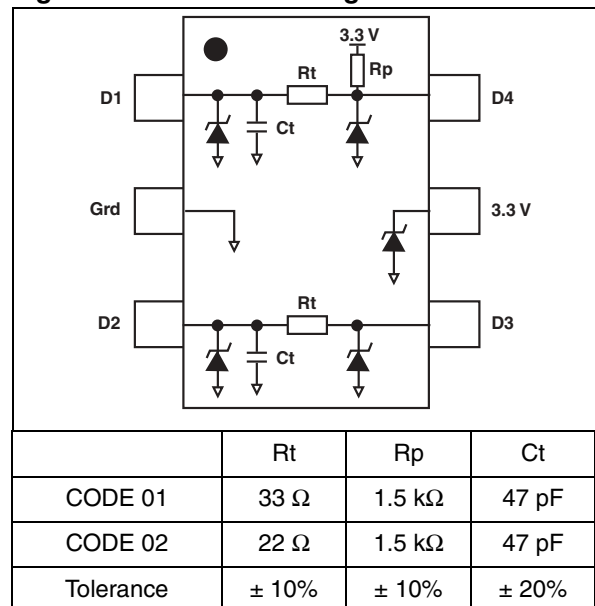 3.3 V
Rt
Rp
D1
D4
Ct
Grd
3.3 V
Rt
D2
D3
Ct
Rt Rp Ct
CODE 01 33 Ω 1.5 kΩ 47 pF
CODE 02 22 Ω 1.5 kΩ 47 pF
Tolerance ± 10% ± 10% ± 20%